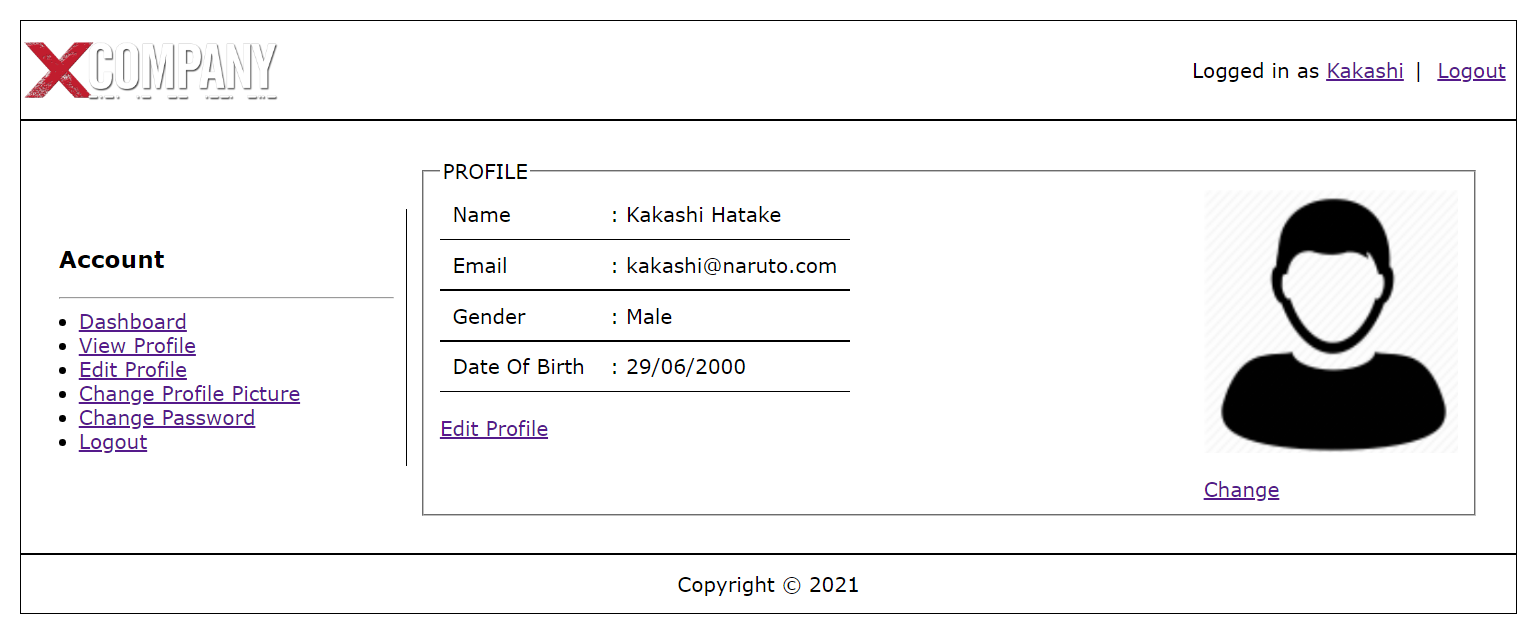 XCOMPANY
Logged in as Kakashi | Logout
Account
Dashboard
View Profile
Edit Profile
Change Profile Picture
Change Password
Logout
PROFILE
Name : Kakashi Hatake
Email : kakashi@naruto.com
Gender : Male
Date Of Birth : 29/06/2000
Edit Profile
Change
Copyright © 2021